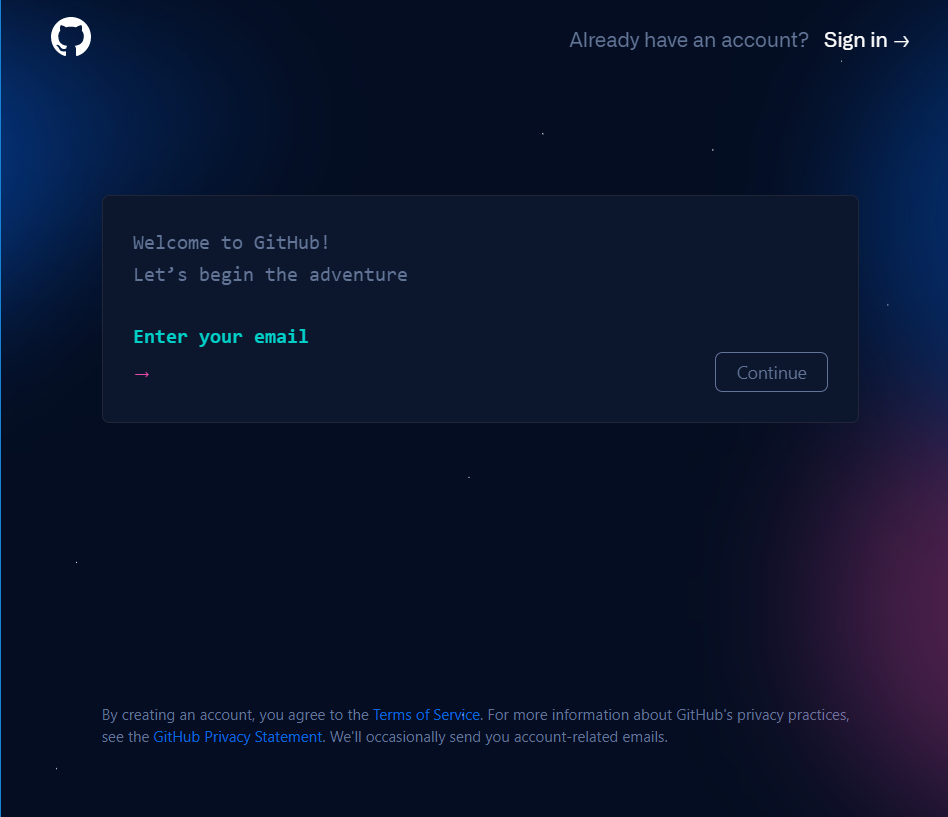 Already have an account? Sign in →
Welcome to GitHub!
Let’s begin the adventure
Enter your email
→
Continue
By creating an account, you agree to the Terms of Service. For more information about GitHub's privacy practices,
see the GitHub Privacy Statement. We'll occasionally send you account-related emails.